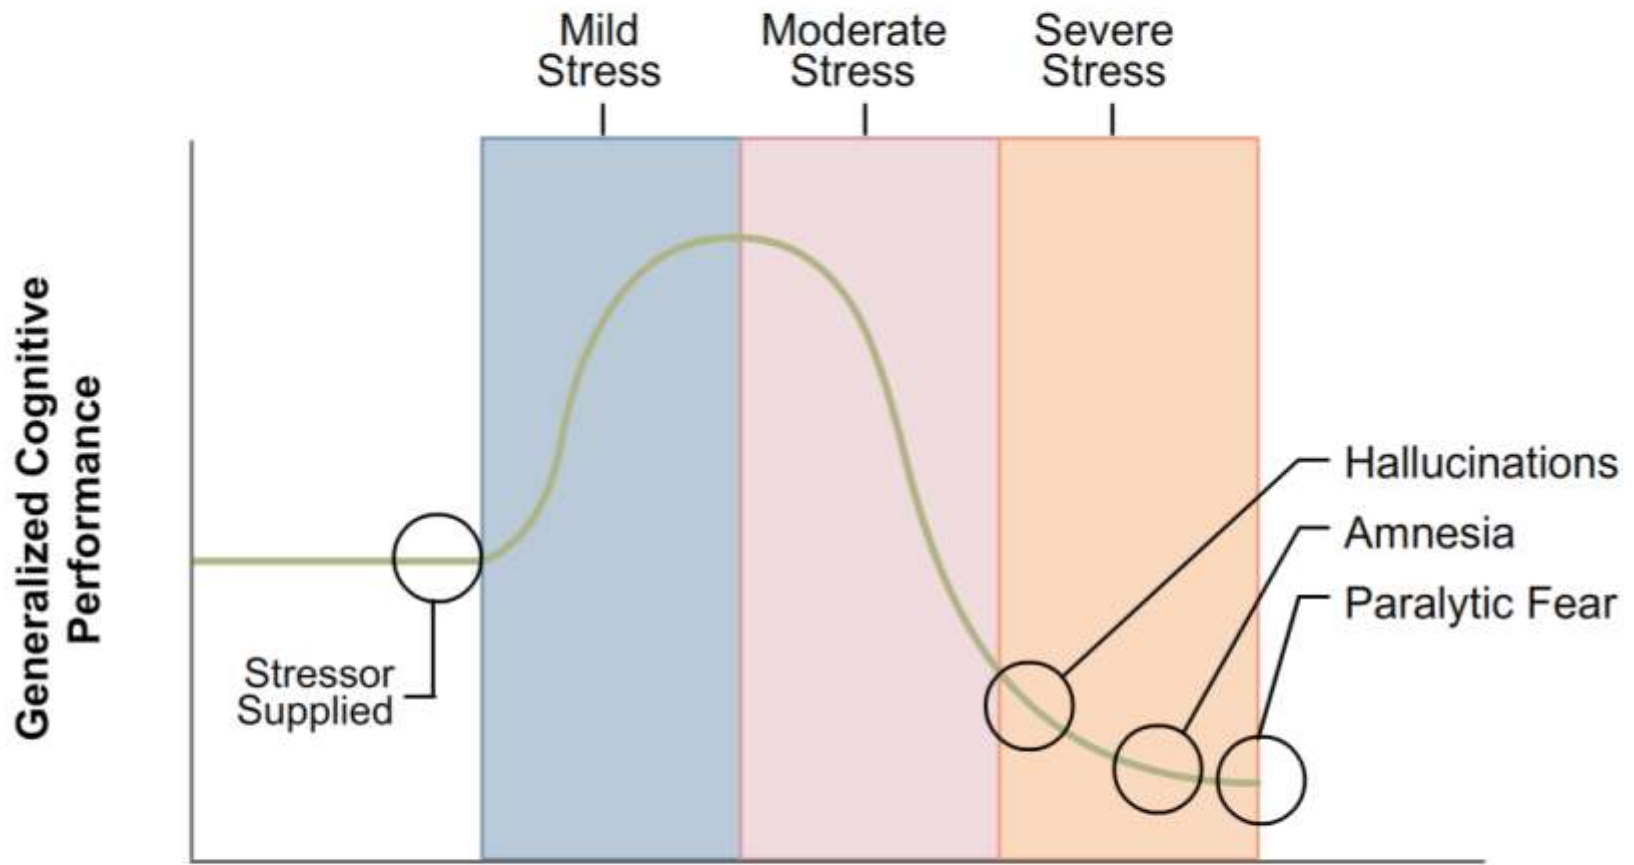 Mild
Stress
Moderate
Stress
Severe
Stress
Generalized Cognitive
Performance
Stressor
Supplied
Hallucinations
Amnesia
Paralytic Fear